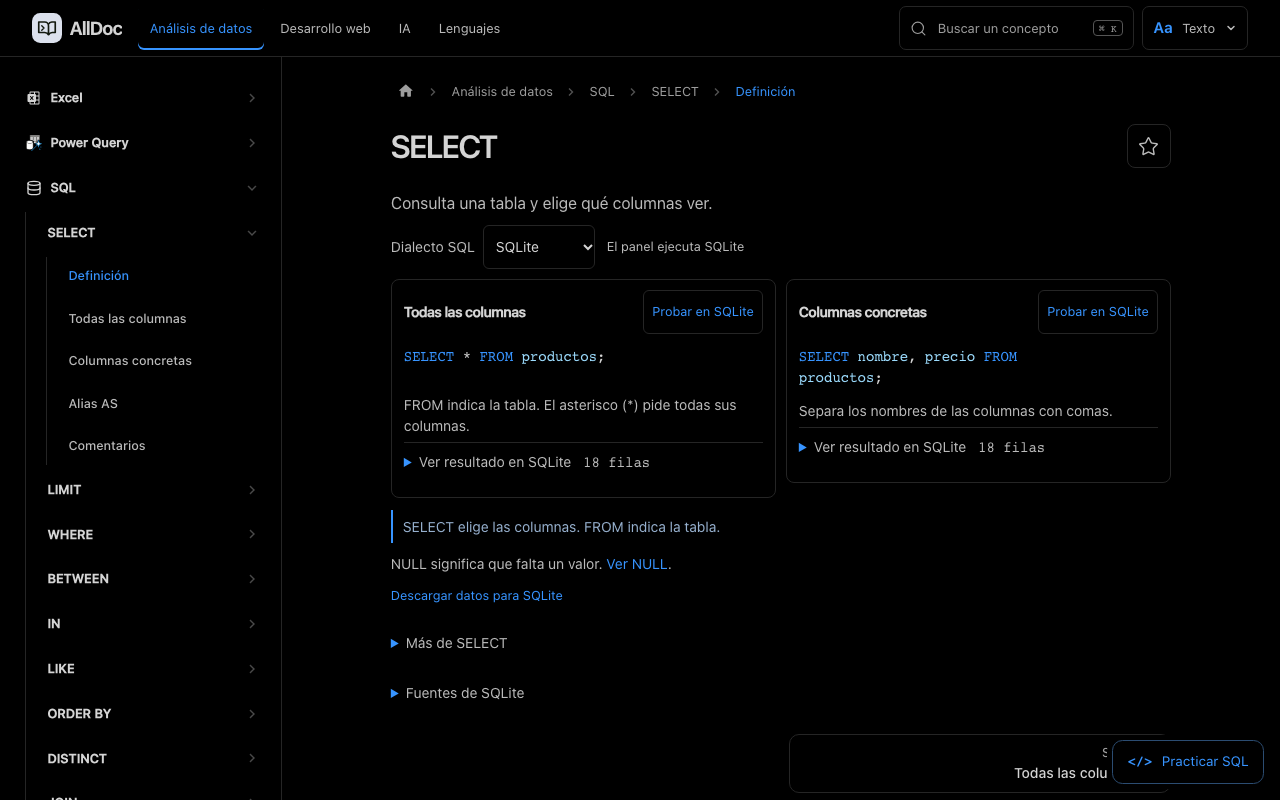 AllDoc
Análisis de datos
Desarrollo web
IA
Lenguajes
Buscar un concepto
⌘ K
Aa Texto
Excel
Power Query
SQL
SELECT
Definición
Todas las columnas
Columnas concretas
Alias AS
Comentarios
LIMIT
WHERE
BETWEEN
IN
LIKE
ORDER BY
DISTINCT
JOIN
Análisis de datos
SQL
SELECT
Definición
SELECT
Consulta una tabla y elige qué columnas ver.
Dialecto SQL
SQLite
El panel ejecuta SQLite
Todas las columnas
Probar en SQLite
SELECT * FROM productos;
FROM indica la tabla. El asterisco (*) pide todas sus
columnas.
Ver resultado en SQLite 18 filas
Columnas concretas
Probar en SQLite
SELECT nombre, precio FROM
productos;
Separa los nombres de las columnas con comas.
Ver resultado en SQLite 18 filas
SELECT elige las columnas. FROM indica la tabla.
NULL significa que falta un valor. Ver NULL.
Descargar datos para SQLite
Más de SELECT
Fuentes de SQLite
Todas las colu
</> Practicar SQL